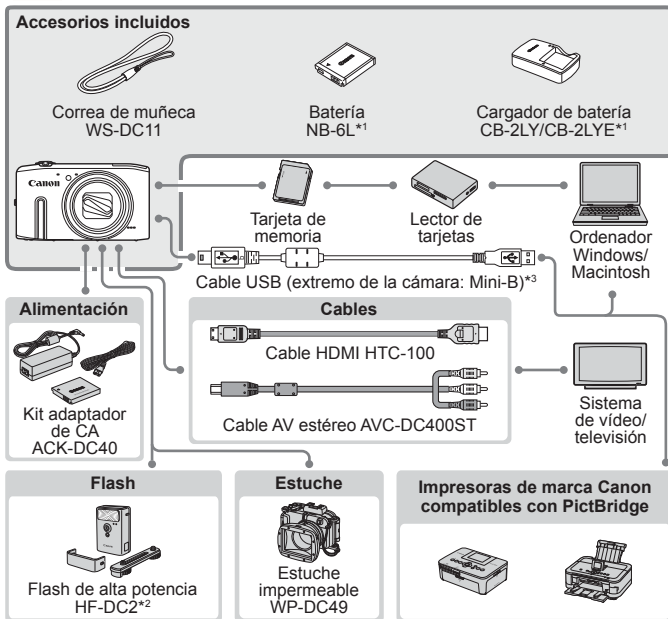 Accesorios incluidos
Correa de muñeca
WS-DC11
Batería
NB-6L*1
Cargador de batería
CB-2LY/CB-2LYE*1
Canon
Tarjeta de
memoria
Lector de
tarjetas
Ordenador
Windows/
Macintosh
Cable USB (extremo de la cámara: Mini-B)*3
Alimentación
Kit adaptador
de CA
ACK-DC40
Cables
Cable HDMI HTC-100
Cable AV estéreo AVC-DC400ST
Sistema
de vídeo/
televisión
Flash
Flash de alta potencia
HF-DC2*2
Estuche
Estuche
impermeable
WP-DC49
Impresoras de marca Canon
compatibles con PictBridge